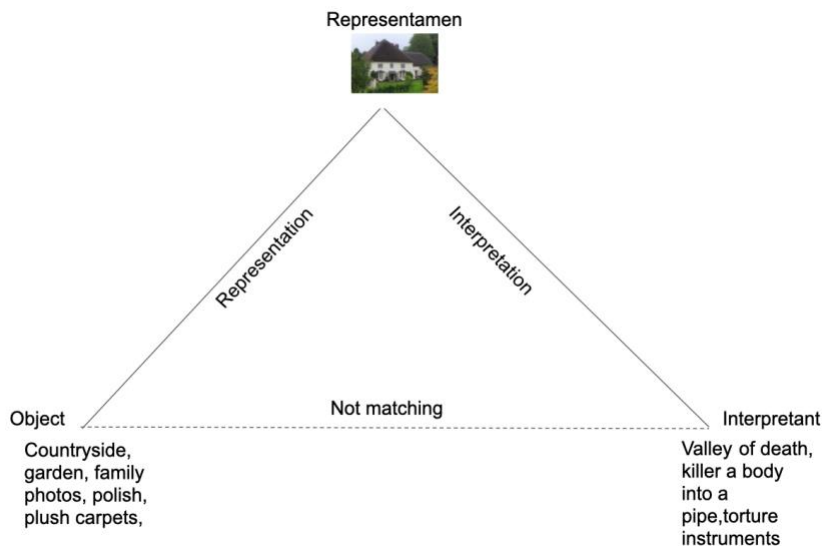 Representamen
Representation
Interpretation
Not matching
Object
Interpretant
Countryside,
garden, family
photos, polish,
plush carpets,
Valley of death,
killer a body
into a
pipe,torture
instruments